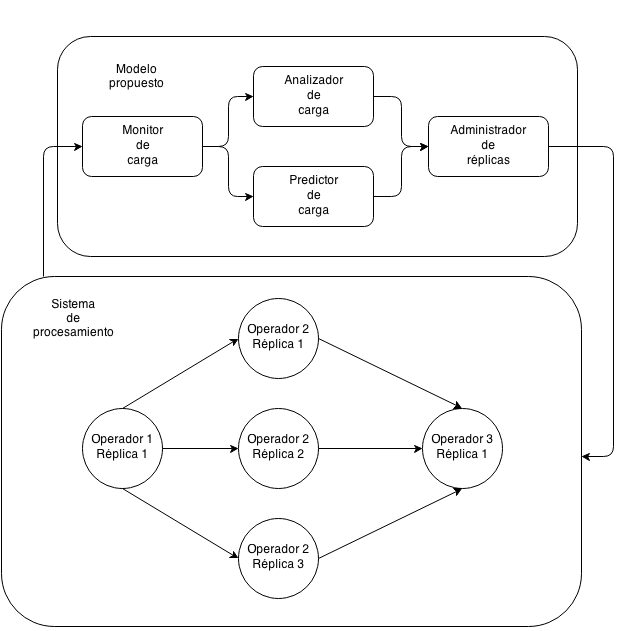 Modelo
propuesto
Monitor
de
carga
Analizador
de
carga
Predictor
de
carga
Administrador
de
réplicas
Sistema
de
procesamiento
Operador 1
Réplica 1
Operador 2
Réplica 1
Operador 2
Réplica 2
Operador 2
Réplica 3
Operador 3
Réplica 1